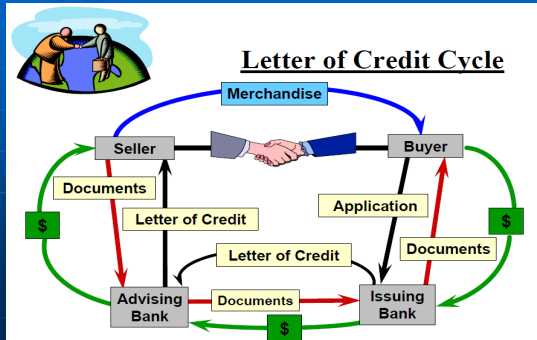 Letter of Credit Cycle
Merchandise
Seller
Buyer
Documents
Application
$
Letter of Credit
$
Letter of Credit
Documents
Advising
Bank
Documents
Issuing
Bank
$